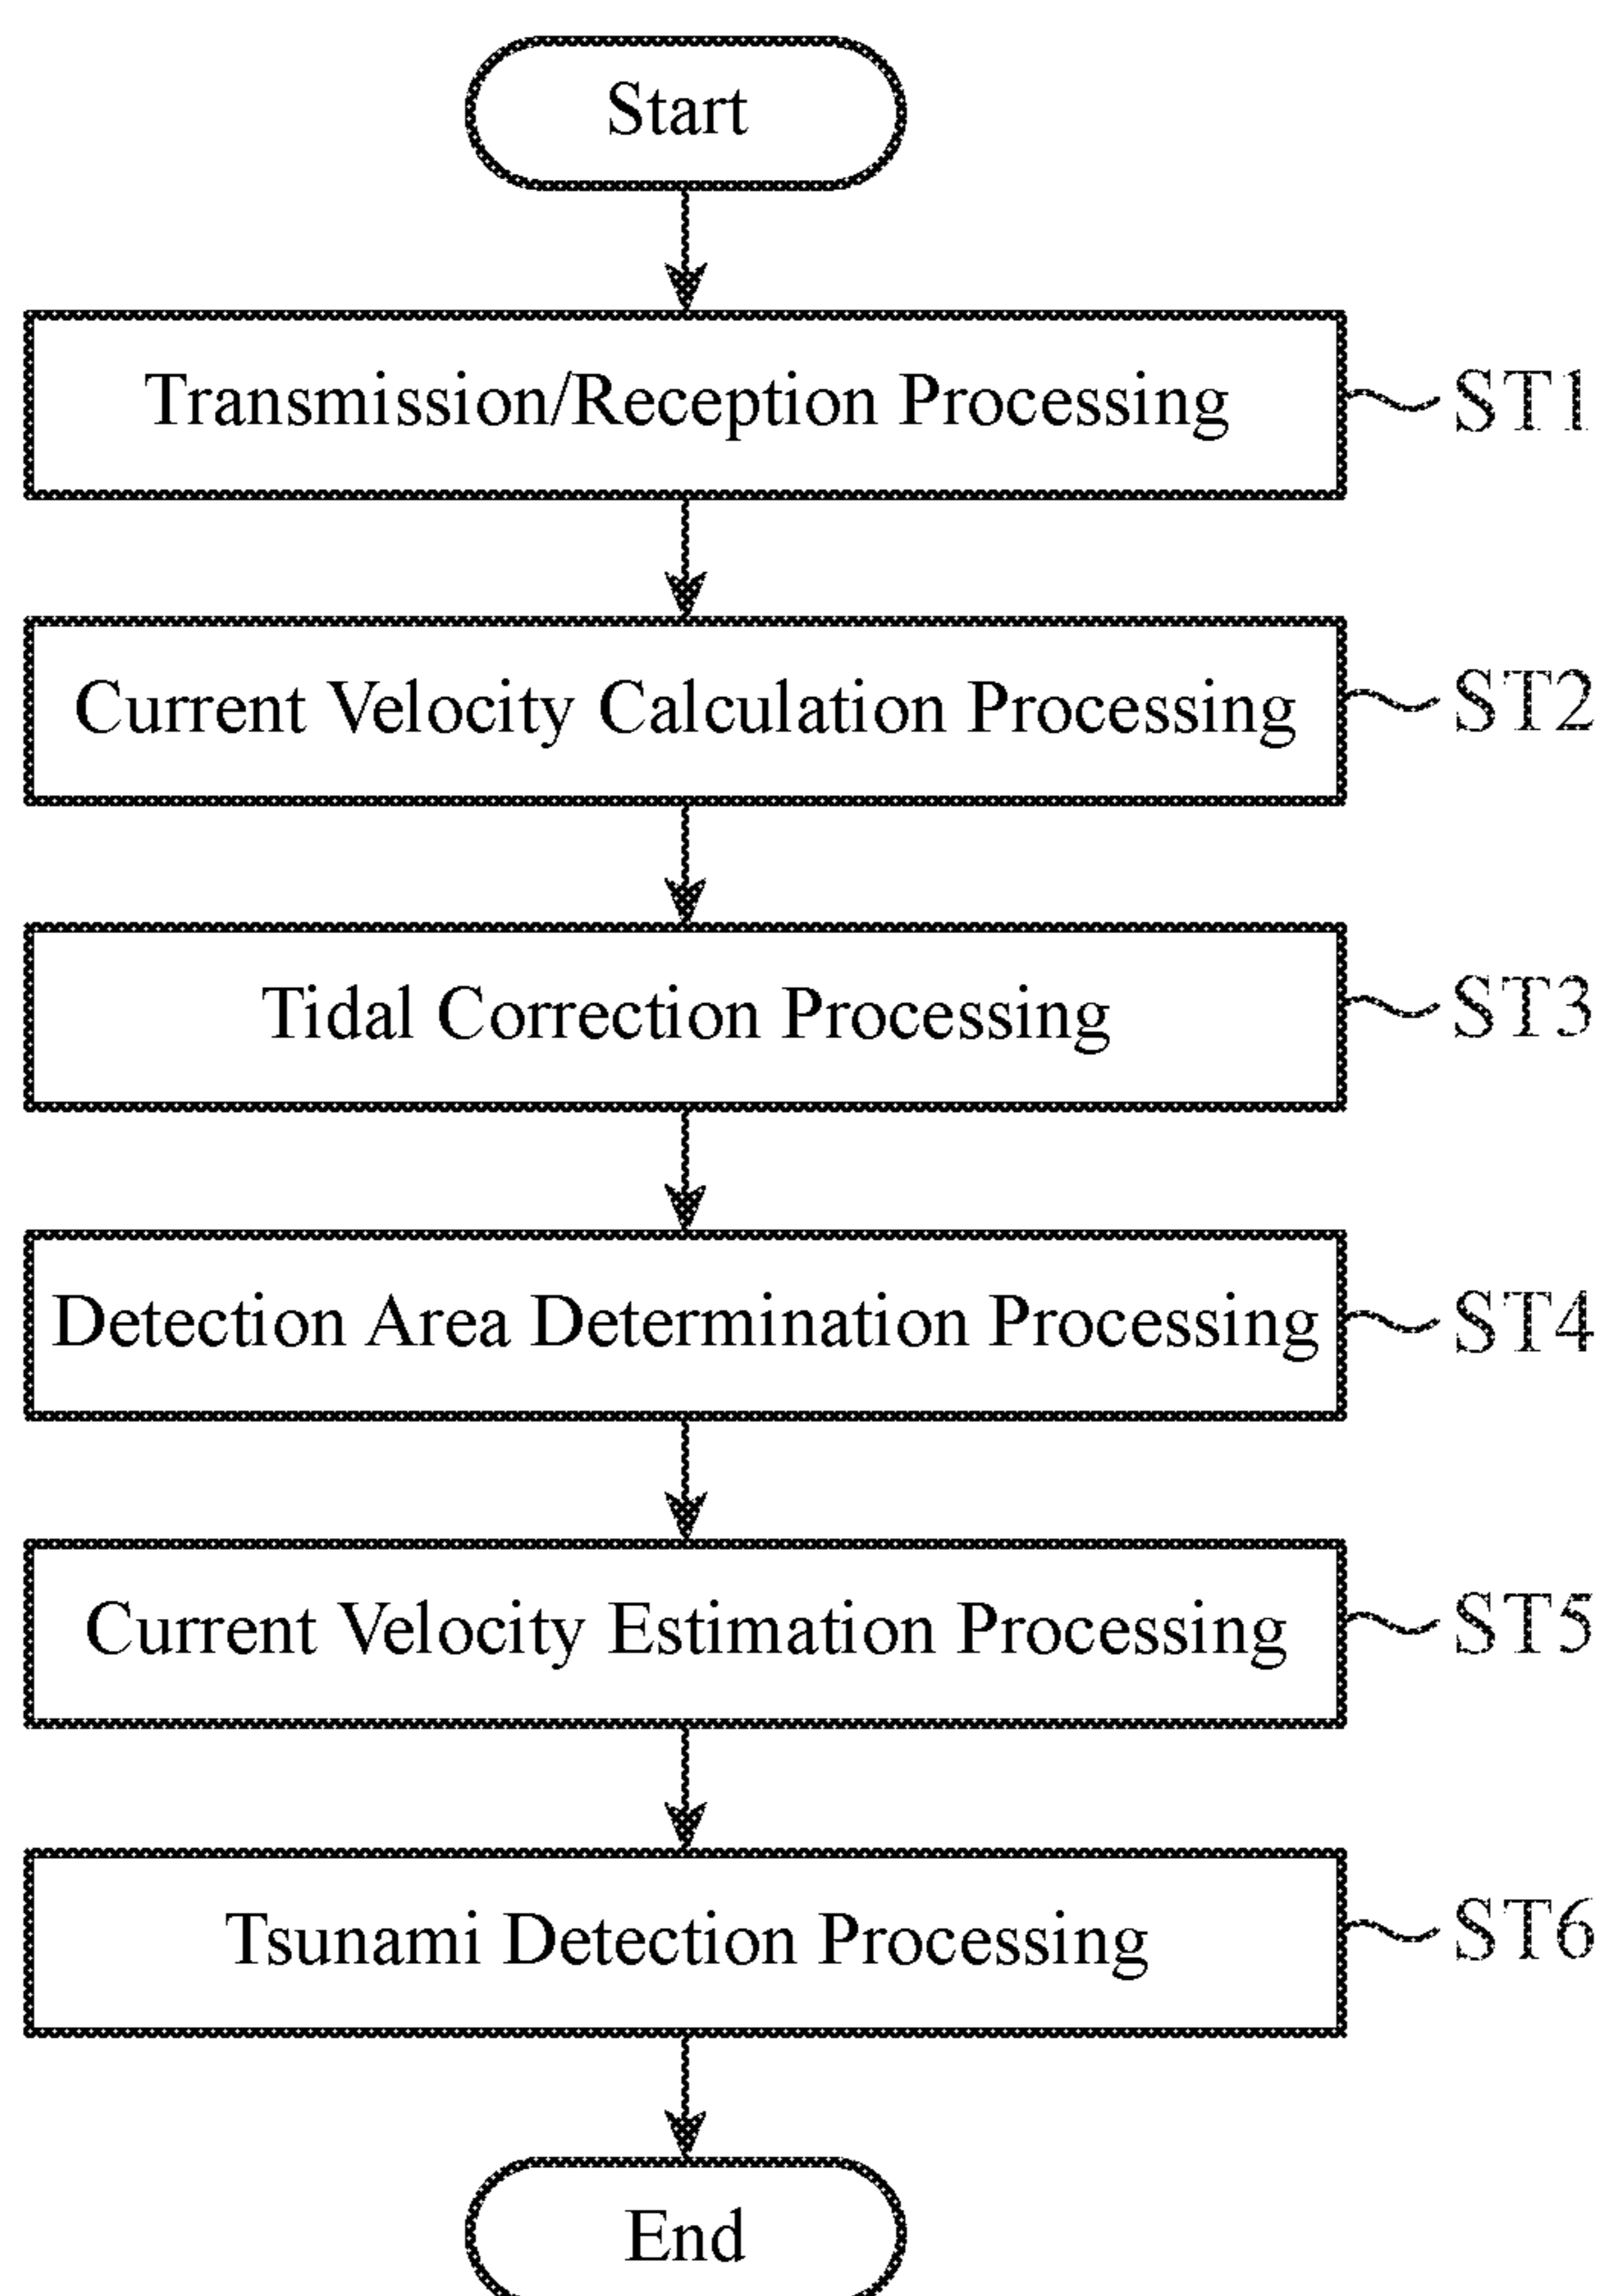 Start
Transmission/Reception Processing
ST1
Current Velocity Calculation Processing
ST2
Tidal Correction Processing
ST3
Detection Area Determination Processing
ST4
Current Velocity Estimation Processing
ST5
Tsunami Detection Processing
ST6
End